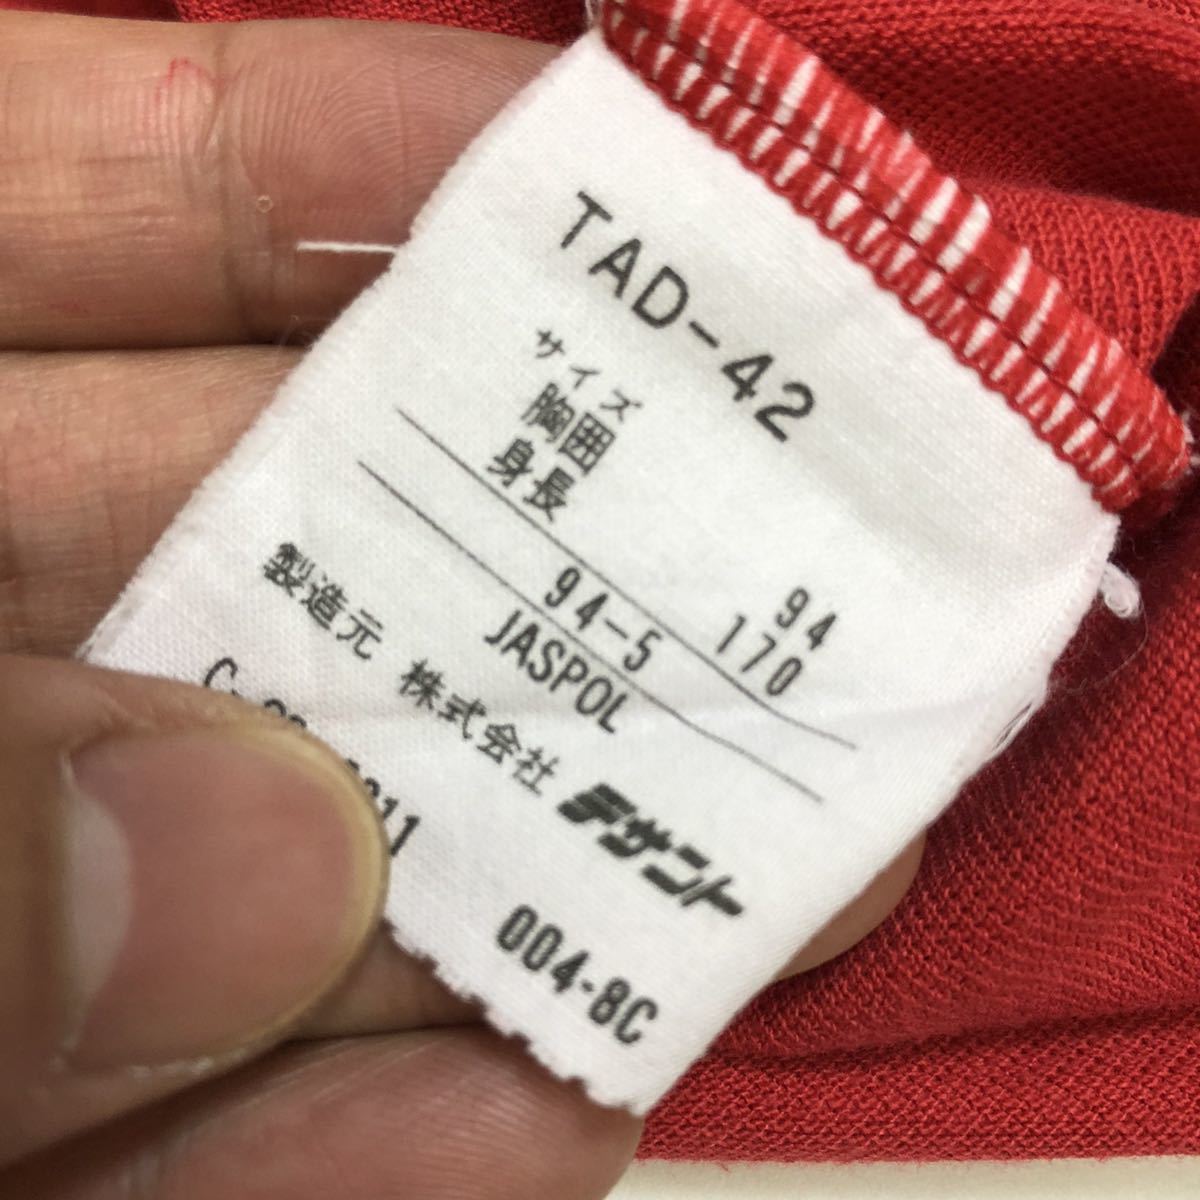 TAD-42
サイズ
胸囲 94
身長 170
94-5
JASPOL
製造元 株式会社 デサント
004-8C